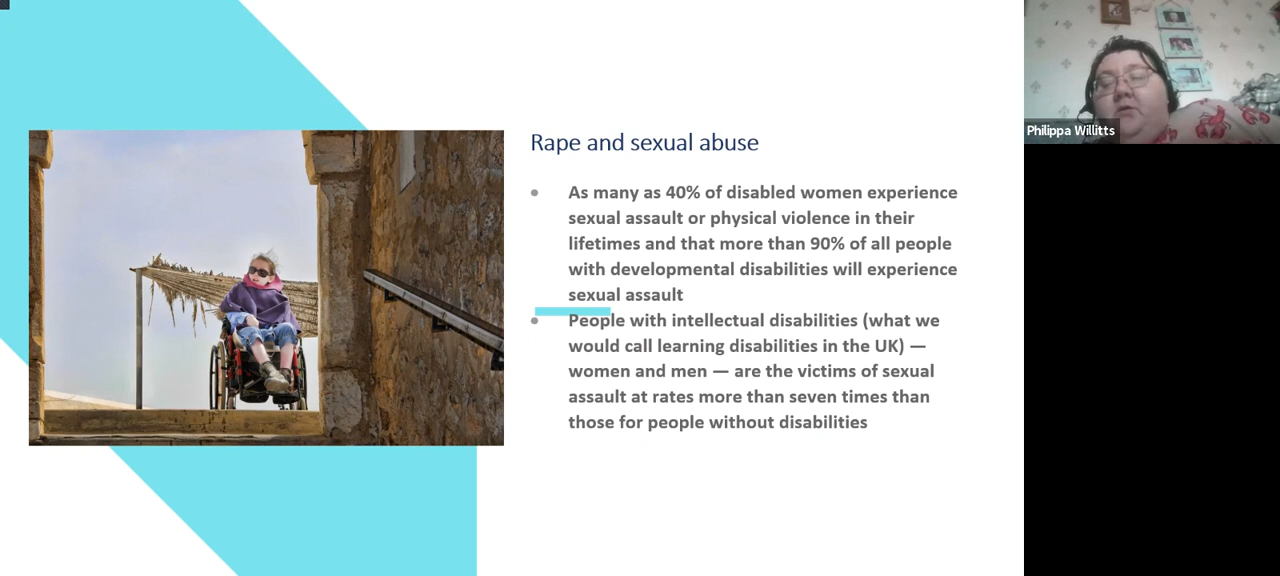 Rape and sexual abuse
As many as 40% of disabled women experience
sexual assault or physical violence in their
lifetimes and that more than 90% of all people
with developmental disabilities will experience
sexual assault
People with intellectual disabilities (what we
would call learning disabilities in the UK) —
women and men — are the victims of sexual
assault at rates more than seven times than
those for people without disabilities
Philippa Willitts